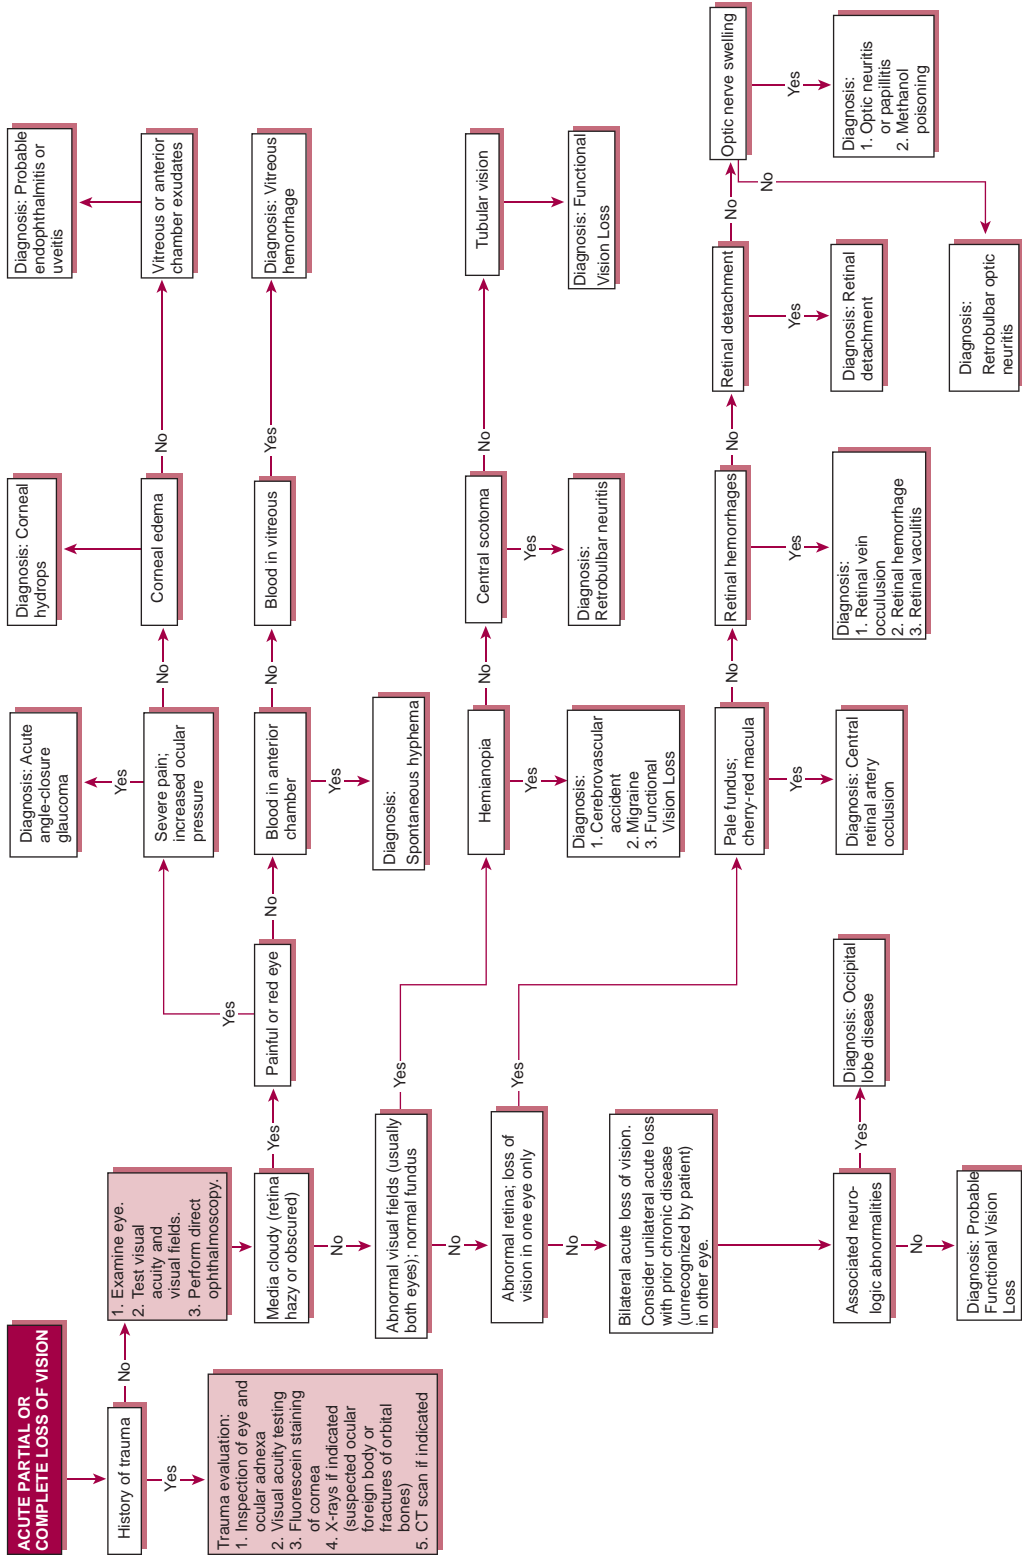 ACUTE PARTIAL OR
COMPLETE LOSS OF VISION
History of trauma
Yes
Trauma evaluation:
1. Inspection of eye and
ocular adnexa
2. Visual acuity testing
3. Fluorescein staining
of cornea
4. X-rays if indicated
(suspected ocular
foreign body or
fractures of orbital
bones)
5. CT scan if indicated
No
1. Examine eye.
2. Test visual
acuity and
visual fields.
3. Perform direct
ophthalmoscopy.
Media cloudy (retina
hazy or obscured)
Yes
Painful or red eye
Yes
Severe pain;
increased ocular
pressure
Yes
Diagnosis: Acute
angle-closure
glaucoma
No
Corneal edema
Diagnosis: Corneal
hydrops
No
Vitreous or anterior
chamber exudates
Diagnosis: Probable
endophthalmitis or
uveitis
No
Blood in anterior
chamber
Yes
Diagnosis:
Spontaneous hyphema
No
Blood in vitreous
Yes
Diagnosis: Vitreous
hemorrhage
No
Abnormal visual fields (usually
both eyes); normal fundus
Yes
Hemianopia
Yes
Diagnosis:
1. Cerebrovascular
accident
2. Migraine
3. Functional
Vision Loss
No
Central scotoma
Yes
Diagnosis:
Retrobulbar neuritis
No
Tubular vision
Diagnosis: Functional
Vision Loss
No
Abnormal retina; loss of
vision in one eye only
Yes
Pale fundus;
cherry-red macula
Yes
Diagnosis: Central
retinal artery
occlusion
No
Retinal hemorrhages
Yes
Diagnosis:
1. Retinal vein
occulusion
2. Retinal hemorrhage
3. Retinal vaculitis
No
Retinal detachment
Yes
Diagnosis: Retinal
detachment
No
Optic nerve swelling
Yes
Diagnosis:
1. Optic neuritis
or papillitis
2. Methanol
poisoning
No
Diagnosis:
Retrobulbar optic
neuritis
No
Bilateral acute loss of vision.
Consider unilateral acute loss
with prior chronic disease
(unrecognized by patient)
in other eye.
Associated neuro-
logic abnormalities
Yes
Diagnosis: Occipital
lobe disease
No
Diagnosis: Probable
Functional Vision
Loss